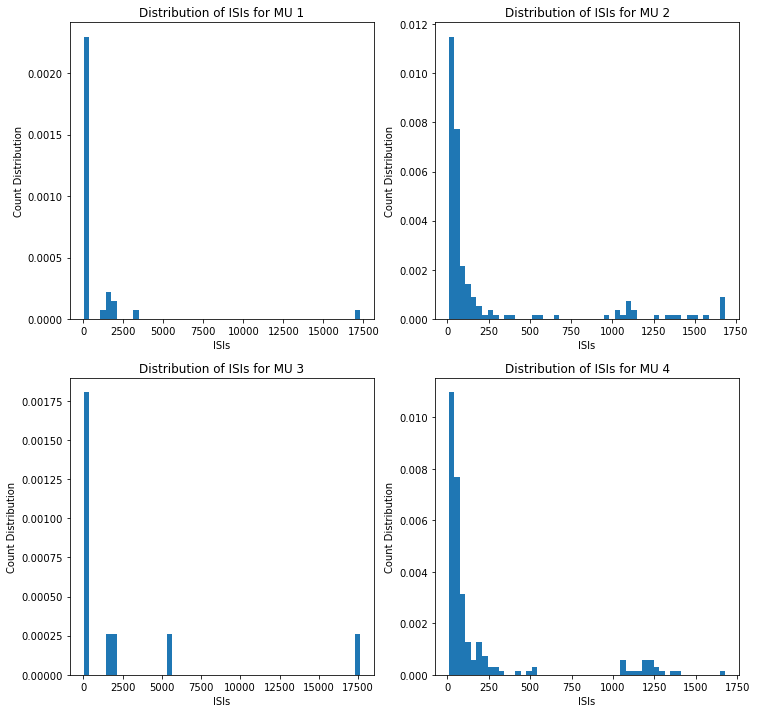 Distribution of ISIs for MU 1
0.0020
0.0015
0.0010
0.0005
0.0000
Count Distribution
0 2500 5000 7500 10000 12500 15000 17500
ISIs
Distribution of ISIs for MU 2
0.012
0.010
0.008
0.006
0.004
0.002
0.000
Count Distribution
0 250 500 750 1000 1250 1500 1750
ISIs
Distribution of ISIs for MU 3
0.00175
0.00150
0.00125
0.00100
0.00075
0.00050
0.00025
0.00000
Count Distribution
0 2500 5000 7500 10000 12500 15000 17500
ISIs
Distribution of ISIs for MU 4
0.010
0.008
0.006
0.004
0.002
0.000
Count Distribution
0 250 500 750 1000 1250 1500 1750
ISIs